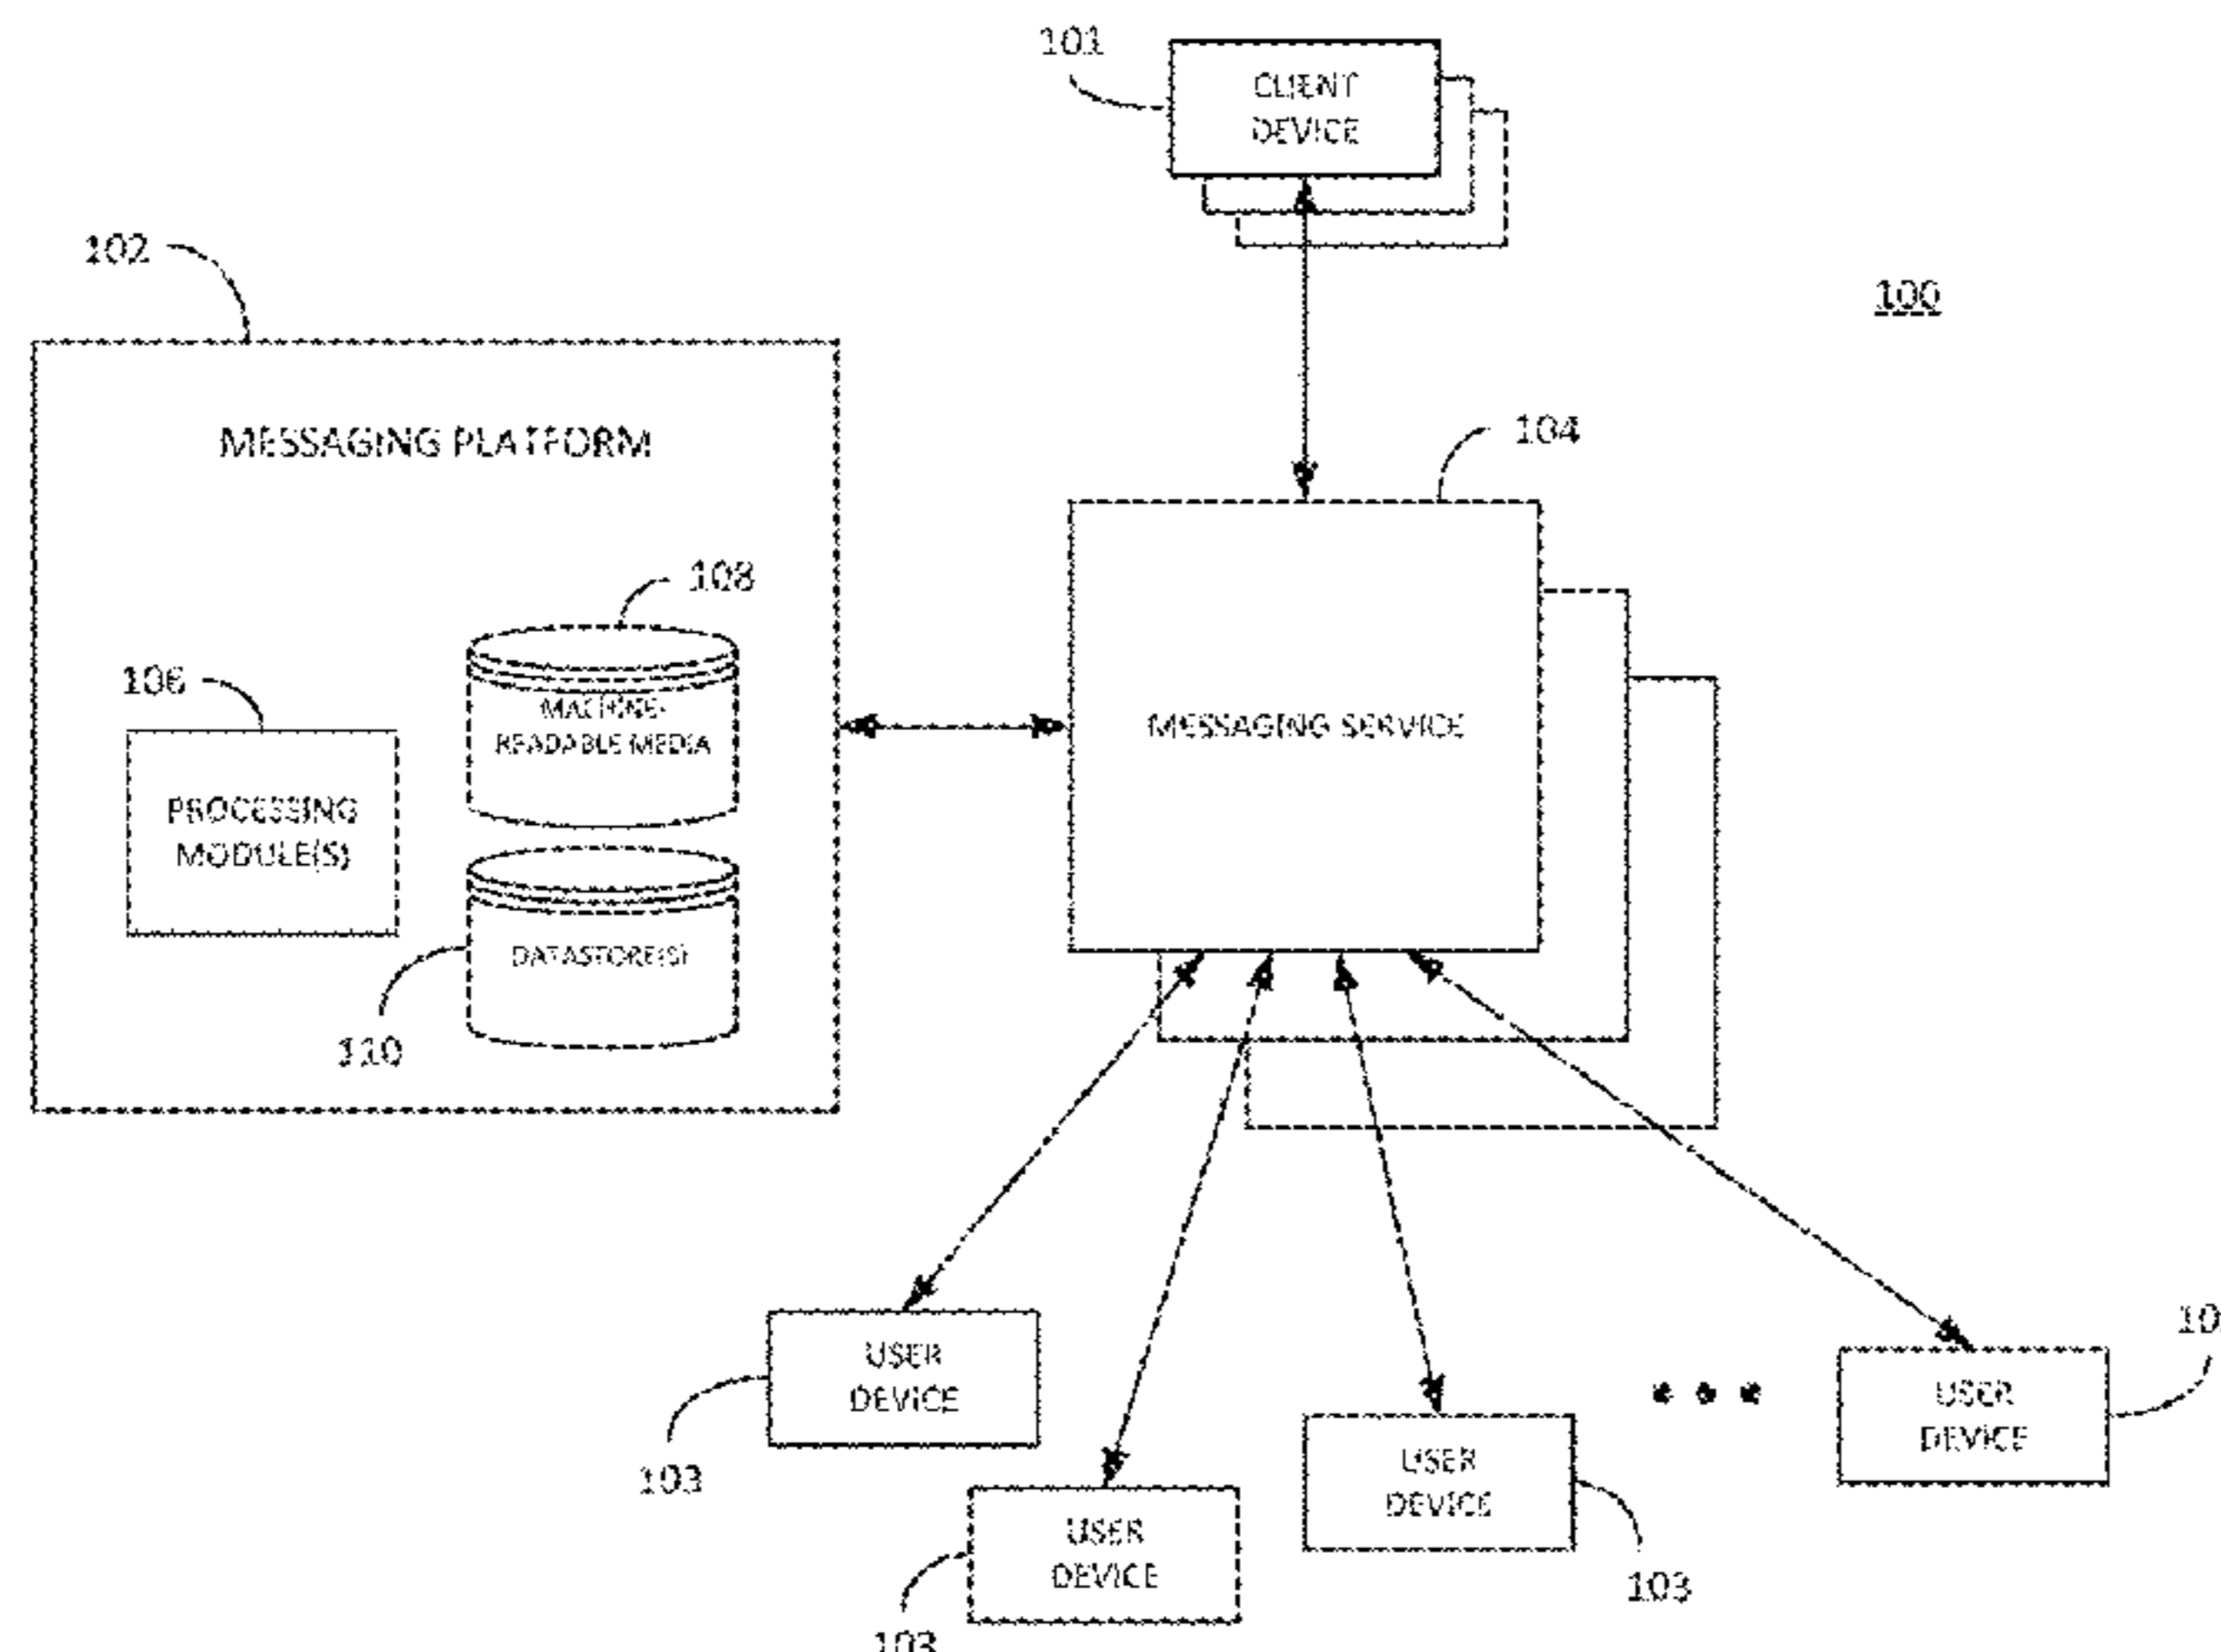 101
CLIENT
DEVICE
102
100
MESSAGING PLATFORM
104
108
106
MACHINE-
READABLE MEDIA
MESSAGING SERVICE
PROCESSING
MODULE(S)
DATASTORE(S)
110
USER
DEVICE
103
USER
DEVICE
103
USER
DEVICE
103
10
USER
DEVICE